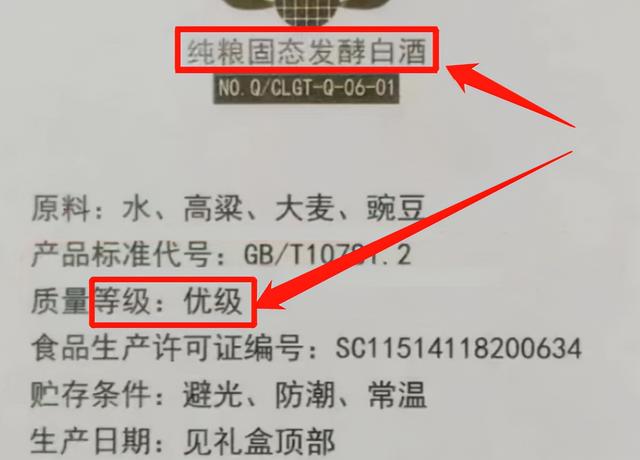 纯粮固态发酵白酒
NO.Q/CLGT-Q-06-01
原料：水、高粱、大麦、豌豆
产品标准代号：GB/T10781.2
质量等级：优级
食品生产许可证编号：SC11514118200634
贮存条件：避光、防潮、常温
生产日期：见礼盒顶部